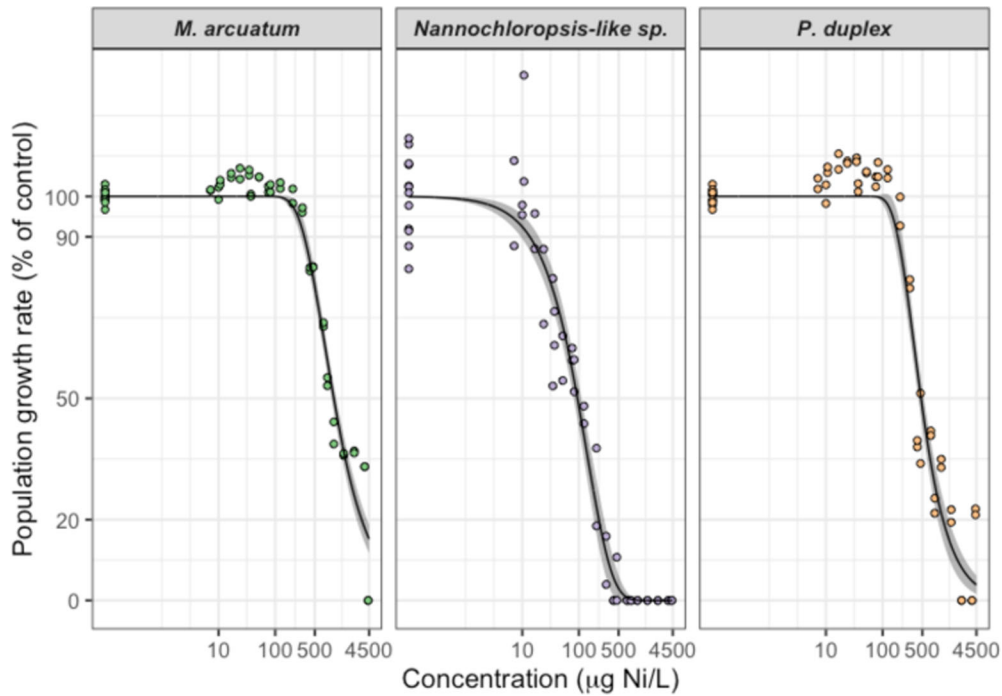 M. arcuatum
Nannochloropsis-like sp.
P. duplex
Population growth rate (% of control)
100
90
50
20
0
10 100 500 4500
10 100 500 4500
10 100 500 4500
Concentration (µg Ni/L)